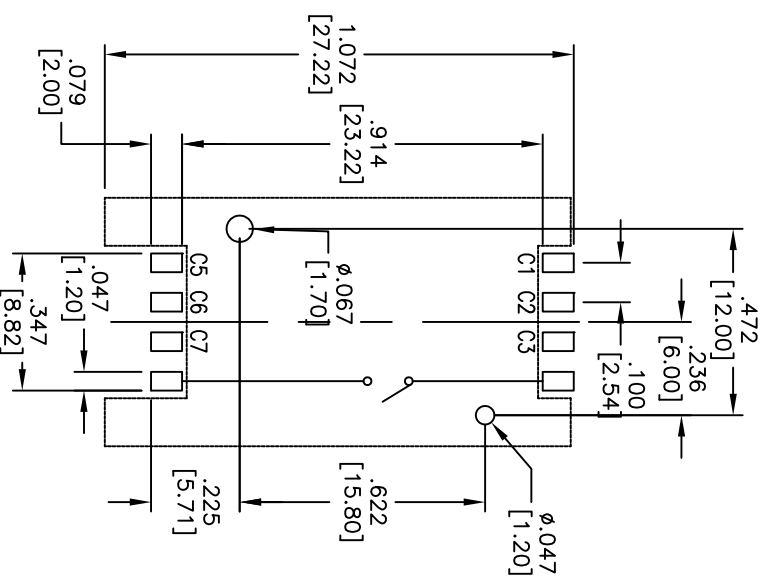 1.072
[27.22]
.914
[23.22]
.079
[2.00]
.472
[12.00]
.236
[6.00]
.100
[2.54]
C1
C2
C3
ø.067
[1.70]
C5
C6
C7
.047
[1.20]
.347
[8.82]
.225
[5.71]
.622
[15.80]
ø.047
[1.20]